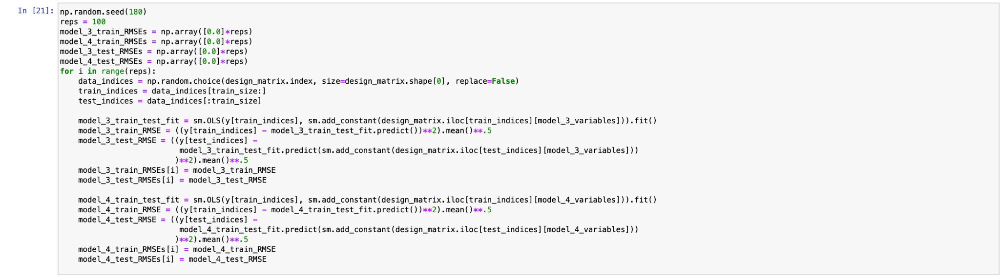 In [21]: np.random.seed(180)
reps = 100
model_3_train_RMSEs = np.array([0.0]*reps)
model_4_train_RMSEs = np.array([0.0]*reps)
model_3_test_RMSEs = np.array([0.0]*reps)
model_4_test_RMSEs = np.array([0.0]*reps)
for i in range(reps):
    data_indices = np.random.choice(design_matrix.index, size=design_matrix.shape[0], replace=False)
    train_indices = data_indices[train_size:]
    test_indices = data_indices[:train_size]

    model_3_train_test_fit = sm.OLS(y[train_indices], sm.add_constant(design_matrix.iloc[train_indices][model_3_variables])).fit()
    model_3_train_RMSE = ((y[train_indices] - model_3_train_test_fit.predict())**2).mean()**.5
    model_3_test_RMSE = ((y[test_indices] -
                          model_3_train_test_fit.predict(sm.add_constant(design_matrix.iloc[test_indices][model_3_variables]))
                         )**2).mean()**.5
    model_3_train_RMSEs[i] = model_3_train_RMSE
    model_3_test_RMSEs[i] = model_3_test_RMSE

    model_4_train_test_fit = sm.OLS(y[train_indices], sm.add_constant(design_matrix.iloc[train_indices][model_4_variables])).fit()
    model_4_train_RMSE = ((y[train_indices] - model_4_train_test_fit.predict())**2).mean()**.5
    model_4_test_RMSE = ((y[test_indices] -
                          model_4_train_test_fit.predict(sm.add_constant(design_matrix.iloc[test_indices][model_4_variables]))
                         )**2).mean()**.5
    model_4_train_RMSEs[i] = model_4_train_RMSE
    model_4_test_RMSEs[i] = model_4_test_RMSE